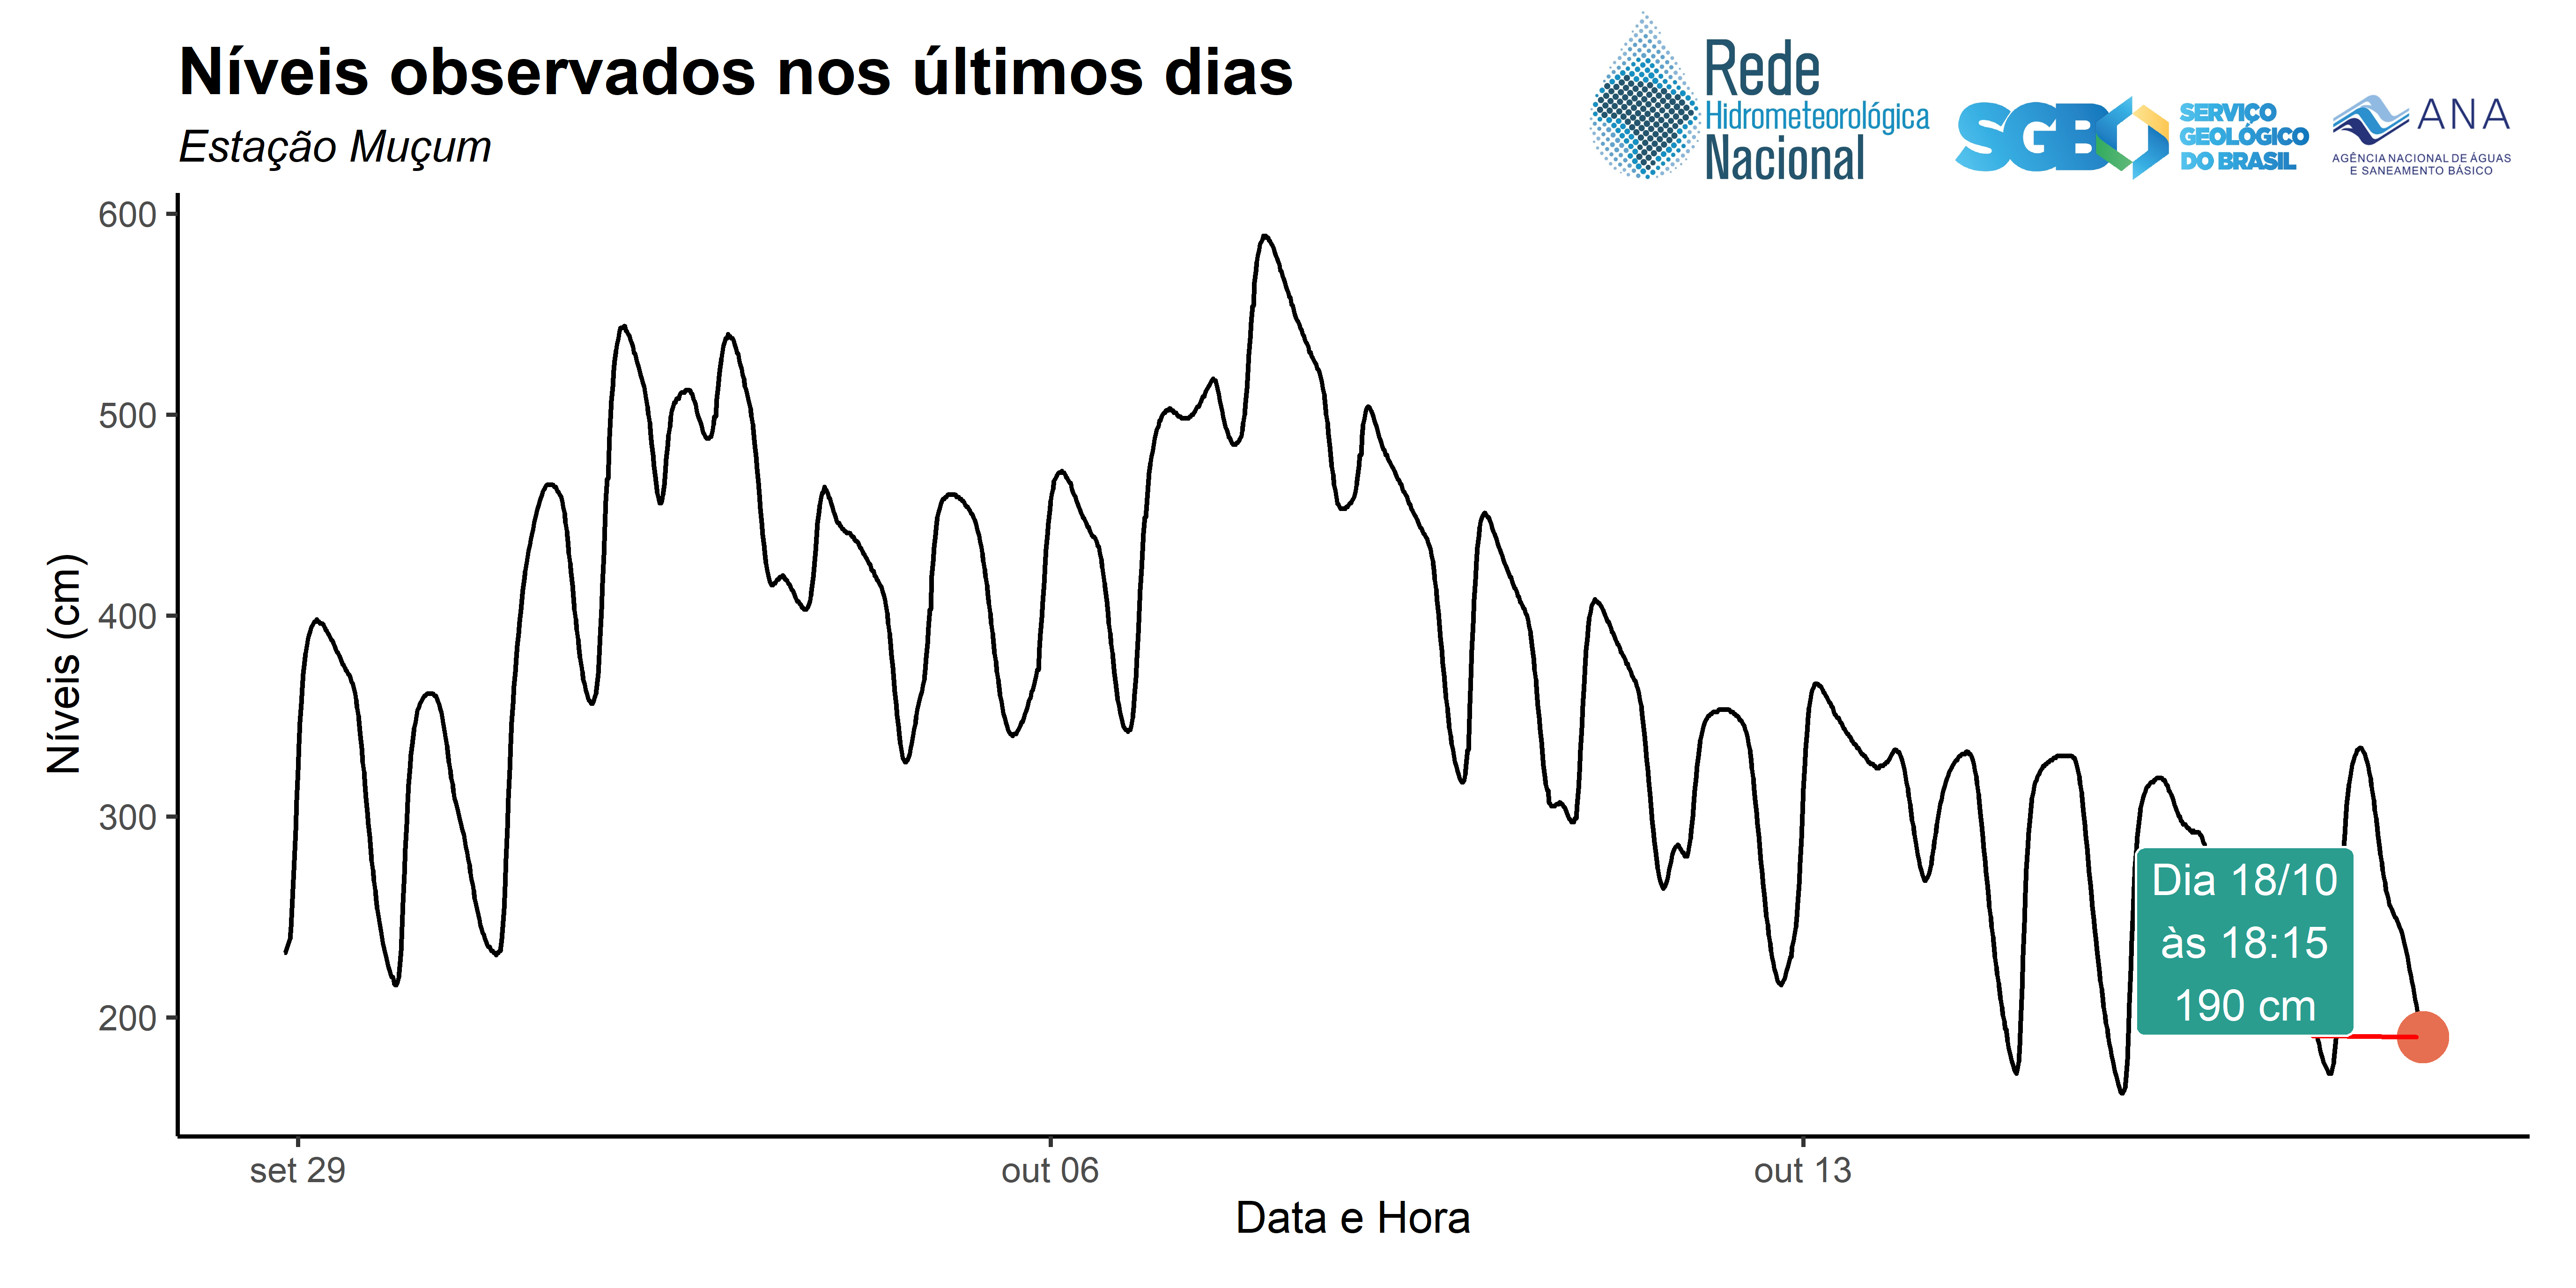 Níveis observados nos últimos dias
Estação Muçum
Rede
Hidrometeorológica
Nacional
SGB
SERVIÇO
GEOLÓGICO
DO BRASIL
ANA
AGÊNCIA NACIONAL DE ÁGUAS
E SANEAMENTO BÁSICO
Níveis (cm)
600
500
400
300
200
Dia 18/10
às 18:15
190 cm
set 29
out 06
out 13
Data e Hora